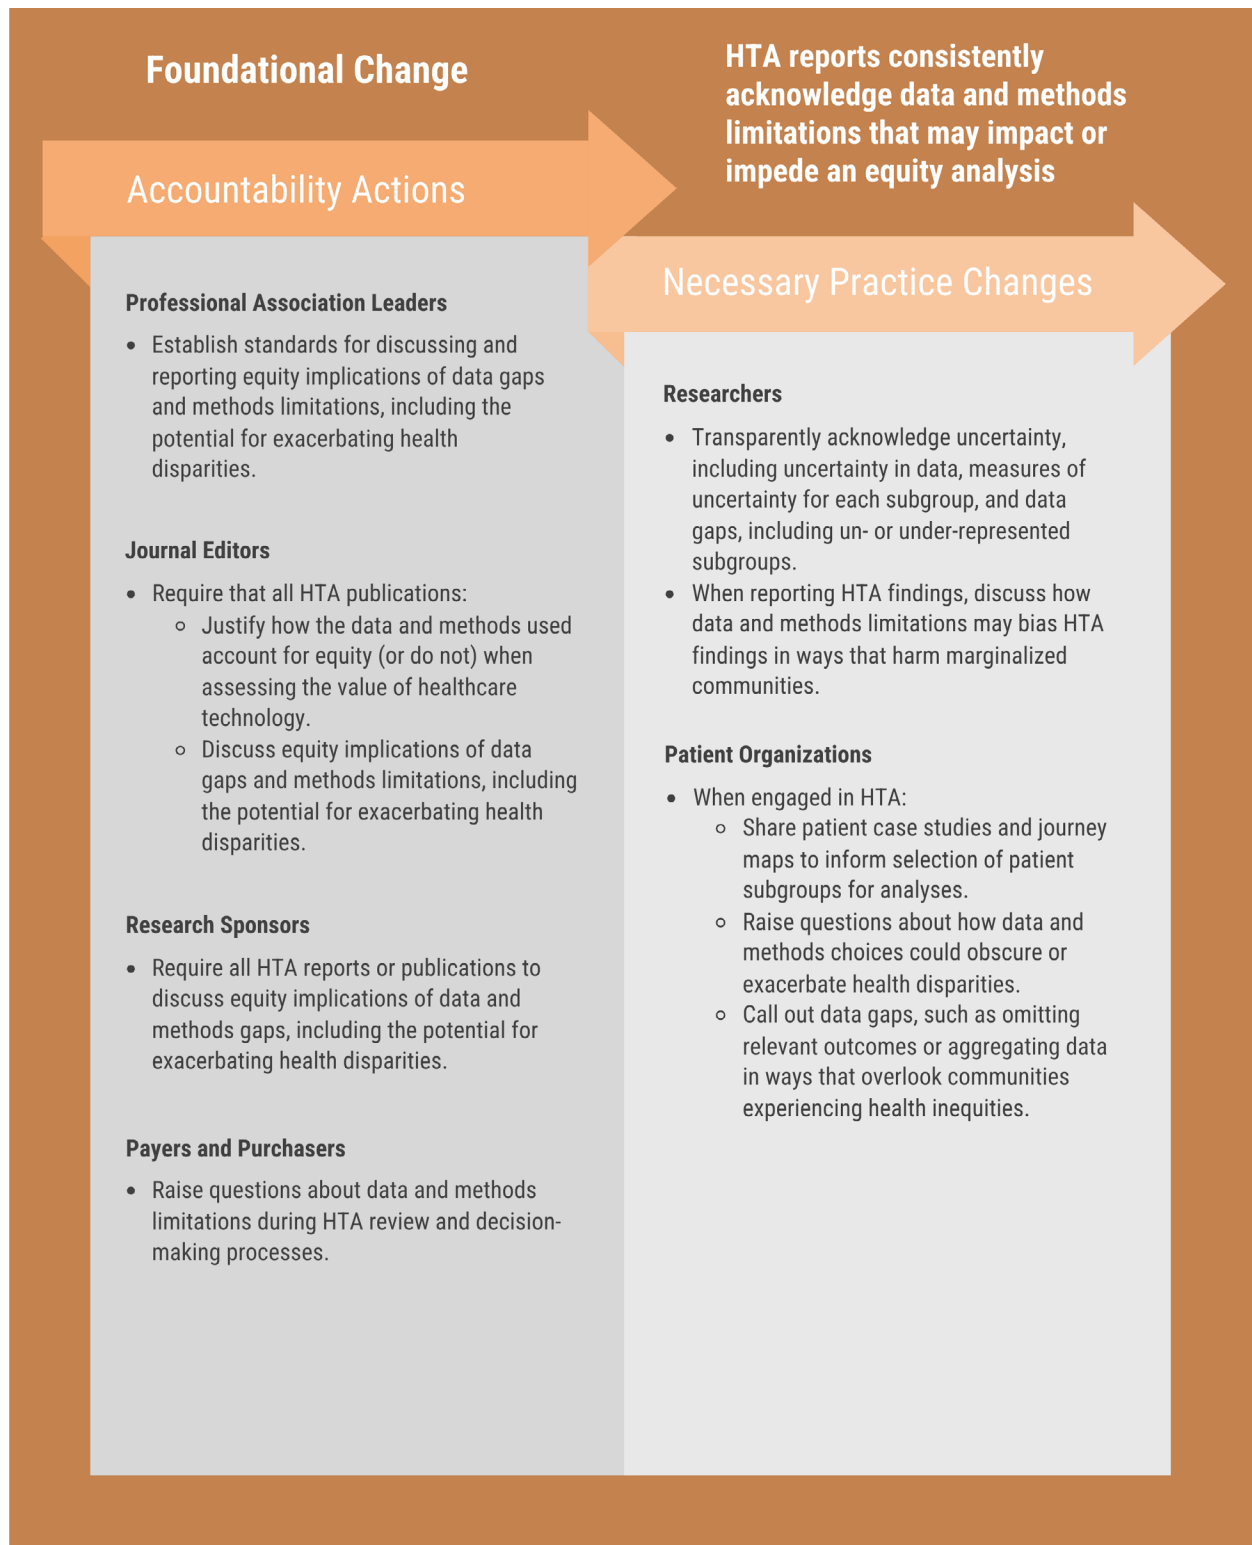 Foundational Change
HTA reports consistently
acknowledge data and methods
limitations that may impact or
impede an equity analysis
Accountability Actions
Professional Association Leaders
• Establish standards for discussing and
reporting equity implications of data gaps
and methods limitations, including the
potential for exacerbating health
disparities.
Journal Editors
• Require that all HTA publications:
○ Justify how the data and methods used
account for equity (or do not) when
assessing the value of healthcare
technology.
○ Discuss equity implications of data
gaps and methods limitations, including
the potential for exacerbating health
disparities.
Research Sponsors
• Require all HTA reports or publications to
discuss equity implications of data and
methods gaps, including the potential for
exacerbating health disparities.
Payers and Purchasers
• Raise questions about data and methods
limitations during HTA review and decision-
making processes.
Necessary Practice Changes
Researchers
• Transparently acknowledge uncertainty,
including uncertainty in data, measures of
uncertainty for each subgroup, and data
gaps, including un- or under-represented
subgroups.
• When reporting HTA findings, discuss how
data and methods limitations may bias HTA
findings in ways that harm marginalized
communities.
Patient Organizations
• When engaged in HTA:
○ Share patient case studies and journey
maps to inform selection of patient
subgroups for analyses.
○ Raise questions about how data and
methods choices could obscure or
exacerbate health disparities.
○ Call out data gaps, such as omitting
relevant outcomes or aggregating data
in ways that overlook communities
experiencing health inequities.